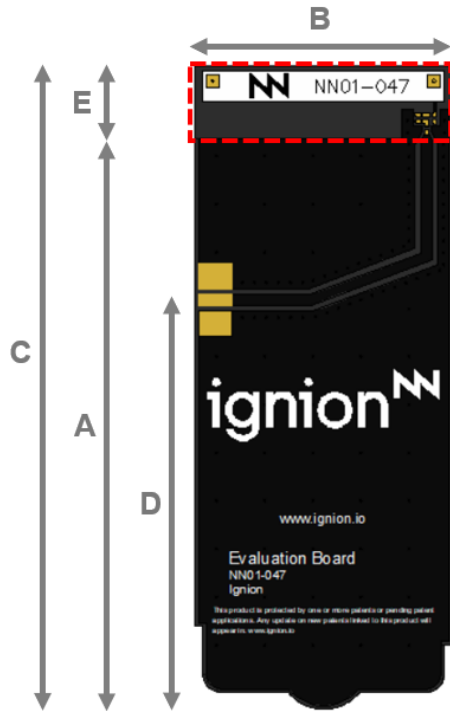 B
NN NN01-047
E
C
A
D
ignion NN
www.ignion.io
Evaluation Board
NN01-047
Ignion
This product is protected by one or more patents or pending patent
applications. Any update on new patents linked to this product will
appear in. www.ignion.io